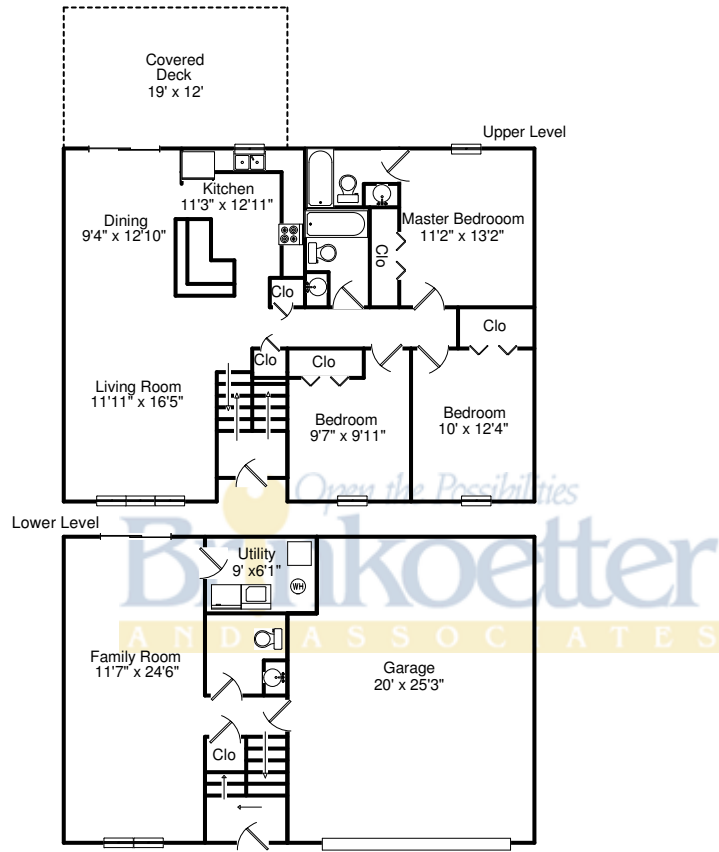 Covered
Deck
19' x 12'
Upper Level
Kitchen
11'3" x 12'11"
Dining
9'4" x 12'10"
Master Bedrooom
11'2" x 13'2"
Clo
Clo
Clo
Clo
Clo
Living Room
11'11" x 16'5"
Bedroom
9'7" x 9'11"
Bedroom
10' x 12'4"
Open the Possibilities
Brinkoetter
AND ASSOCIATES
Lower Level
Utility
9' x6'1"
WH
Family Room
11'7" x 24'6"
Garage
20' x 25'3"
Clo